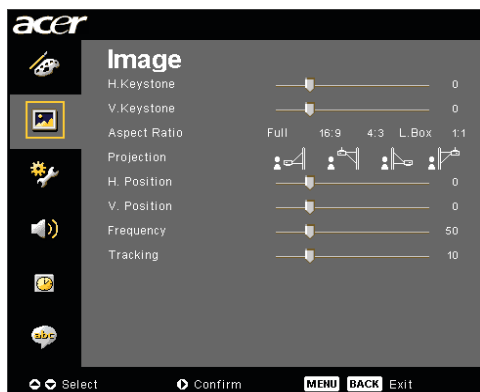 acer
Image
H.Keystone 0
V.Keystone 0
Aspect Ratio Full 16:9 4:3 L.Box 1:1
Projection
H. Position 0
V. Position 0
Frequency 50
Tracking 10
abc
Select Confirm MENU BACK Exit